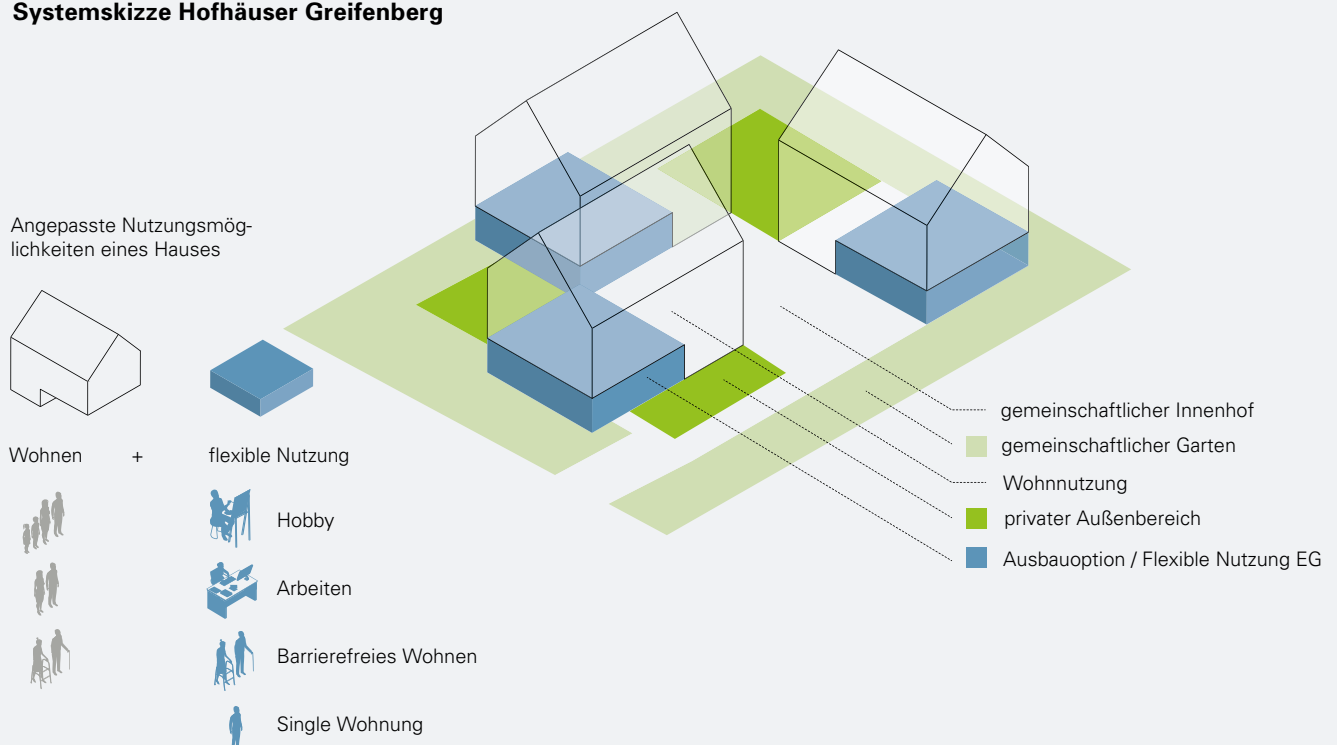 Systemskizze Hofhäuser Greifenberg
Angepasste Nutzungsmög-
lichkeiten eines Hauses
Wohnen + flexible Nutzung
Hobby
Arbeiten
Barrierefreies Wohnen
Single Wohnung
gemeinschaftlicher Innenhof
gemeinschaftlicher Garten
Wohnnutzung
privater Außenbereich
Ausbauoption / Flexible Nutzung EG